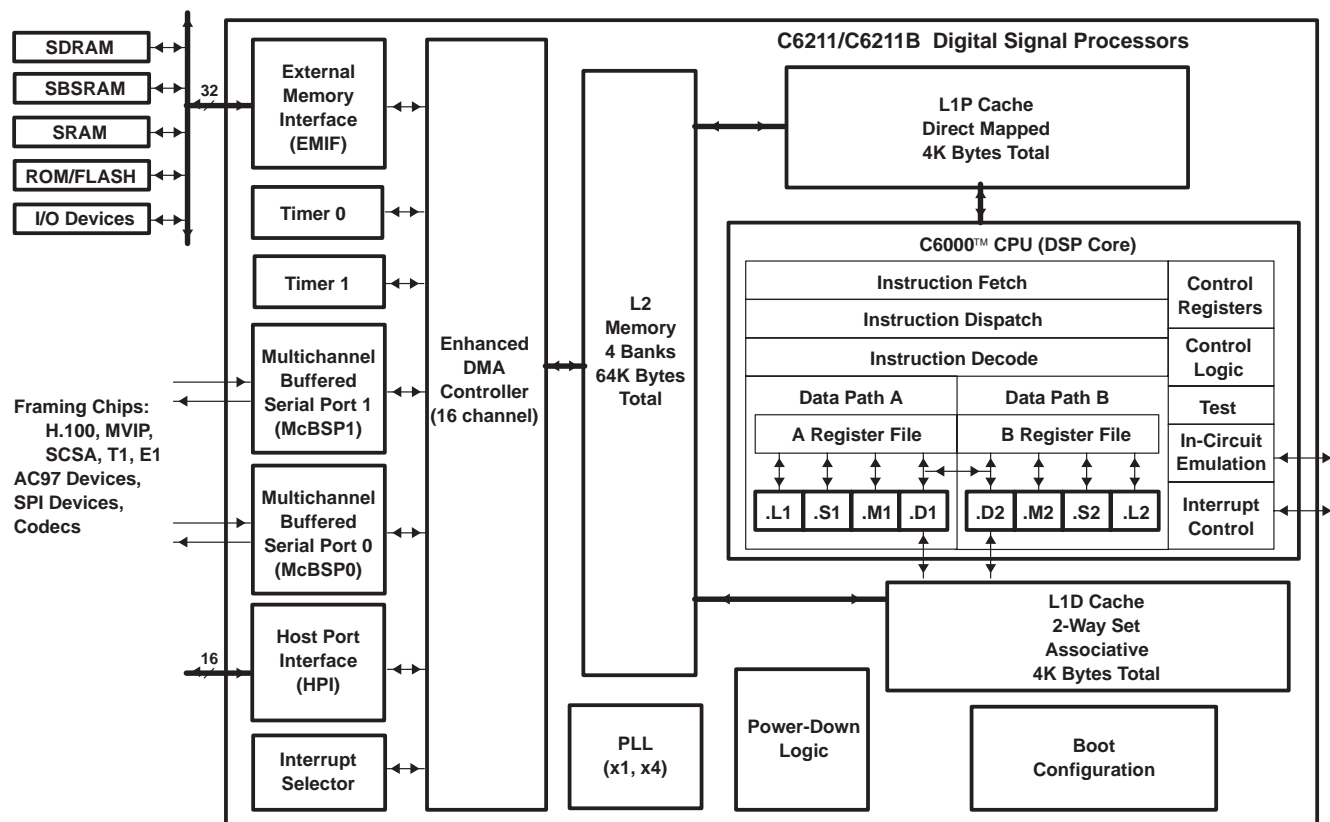 C6211/C6211B Digital Signal Processors
SDRAM
SBSRAM
SRAM
ROM/FLASH
I/O Devices
32
External
Memory
Interface
(EMIF)
Timer 0
Timer 1
Multichannel
Buffered
Serial Port 1
(McBSP1)
Framing Chips:
H.100, MVIP,
SCSA, T1, E1
AC97 Devices,
SPI Devices,
Codecs
Multichannel
Buffered
Serial Port 0
(McBSP0)
16
Host Port
Interface
(HPI)
Interrupt
Selector
Enhanced
DMA
Controller
(16 channel)
L2
Memory
4 Banks
64K Bytes
Total
L1P Cache
Direct Mapped
4K Bytes Total
C6000™ CPU (DSP Core)
Instruction Fetch
Instruction Dispatch
Instruction Decode
Control
Registers
Control
Logic
Test
In-Circuit
Emulation
Interrupt
Control
Data Path A
Data Path B
A Register File
B Register File
.L1
.S1
.M1
.D1
.D2
.M2
.S2
.L2
L1D Cache
2-Way Set
Associative
4K Bytes Total
PLL
(x1, x4)
Power-Down
Logic
Boot
Configuration